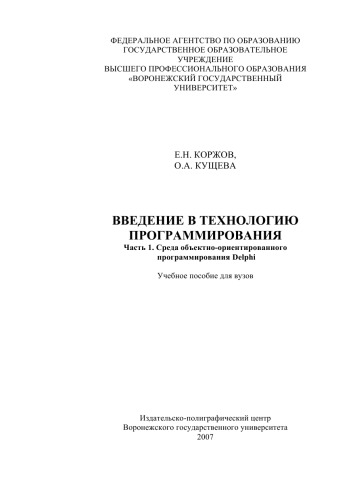 ФЕДЕРАЛЬНОЕ АГЕНТСТВО ПО ОБРАЗОВАНИЮ
ГОСУДАРСТВЕННОЕ ОБРАЗОВАТЕЛЬНОЕ
УЧРЕЖДЕНИЕ
ВЫСШЕГО ПРОФЕССИОНАЛЬНОГО ОБРАЗОВАНИЯ
«ВОРОНЕЖСКИЙ ГОСУДАРСТВЕННЫЙ
УНИВЕРСИТЕТ»
Е.Н. КОРЖОВ,
О.А. КУЩЕВА
ВВЕДЕНИЕ В ТЕХНОЛОГИЮ
ПРОГРАММИРОВАНИЯ
Часть 1. Среда объектно-ориентированного
программирования Delphi
Учебное пособие для вузов
Издательско-полиграфический центр
Воронежского государственного университета
2007